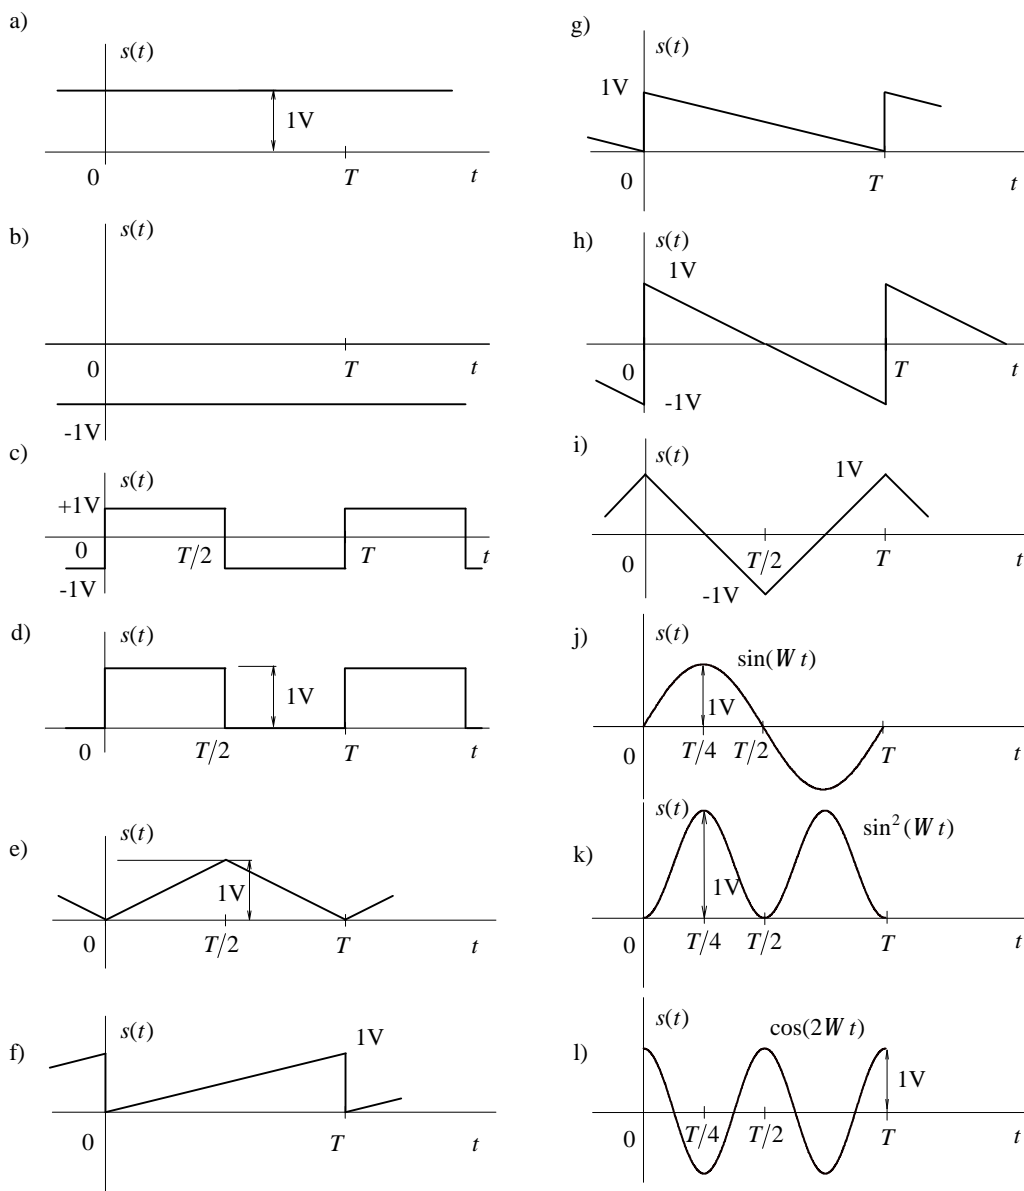 a)
s(t)
1V
0
T
t
b)
s(t)
0
T
t
-1V
c)
s(t)
+1V
0
T/2
T
t
-1V
d)
s(t)
1V
0
T/2
T
t
e)
s(t)
1V
0
T/2
T
t
f)
s(t)
1V
0
T
t
g)
s(t)
1V
0
T
t
h)
s(t)
1V
0
T
t
-1V
i)
s(t)
1V
0
T/2
T
t
-1V
j)
s(t)
sin(W t)
1V
0
T/4
T/2
T
t
s(t)
sin²(W t)
k)
1V
0
T/4
T/2
T
t
s(t)
cos(2W t)
l)
1V
0
T/4
T/2
T
t